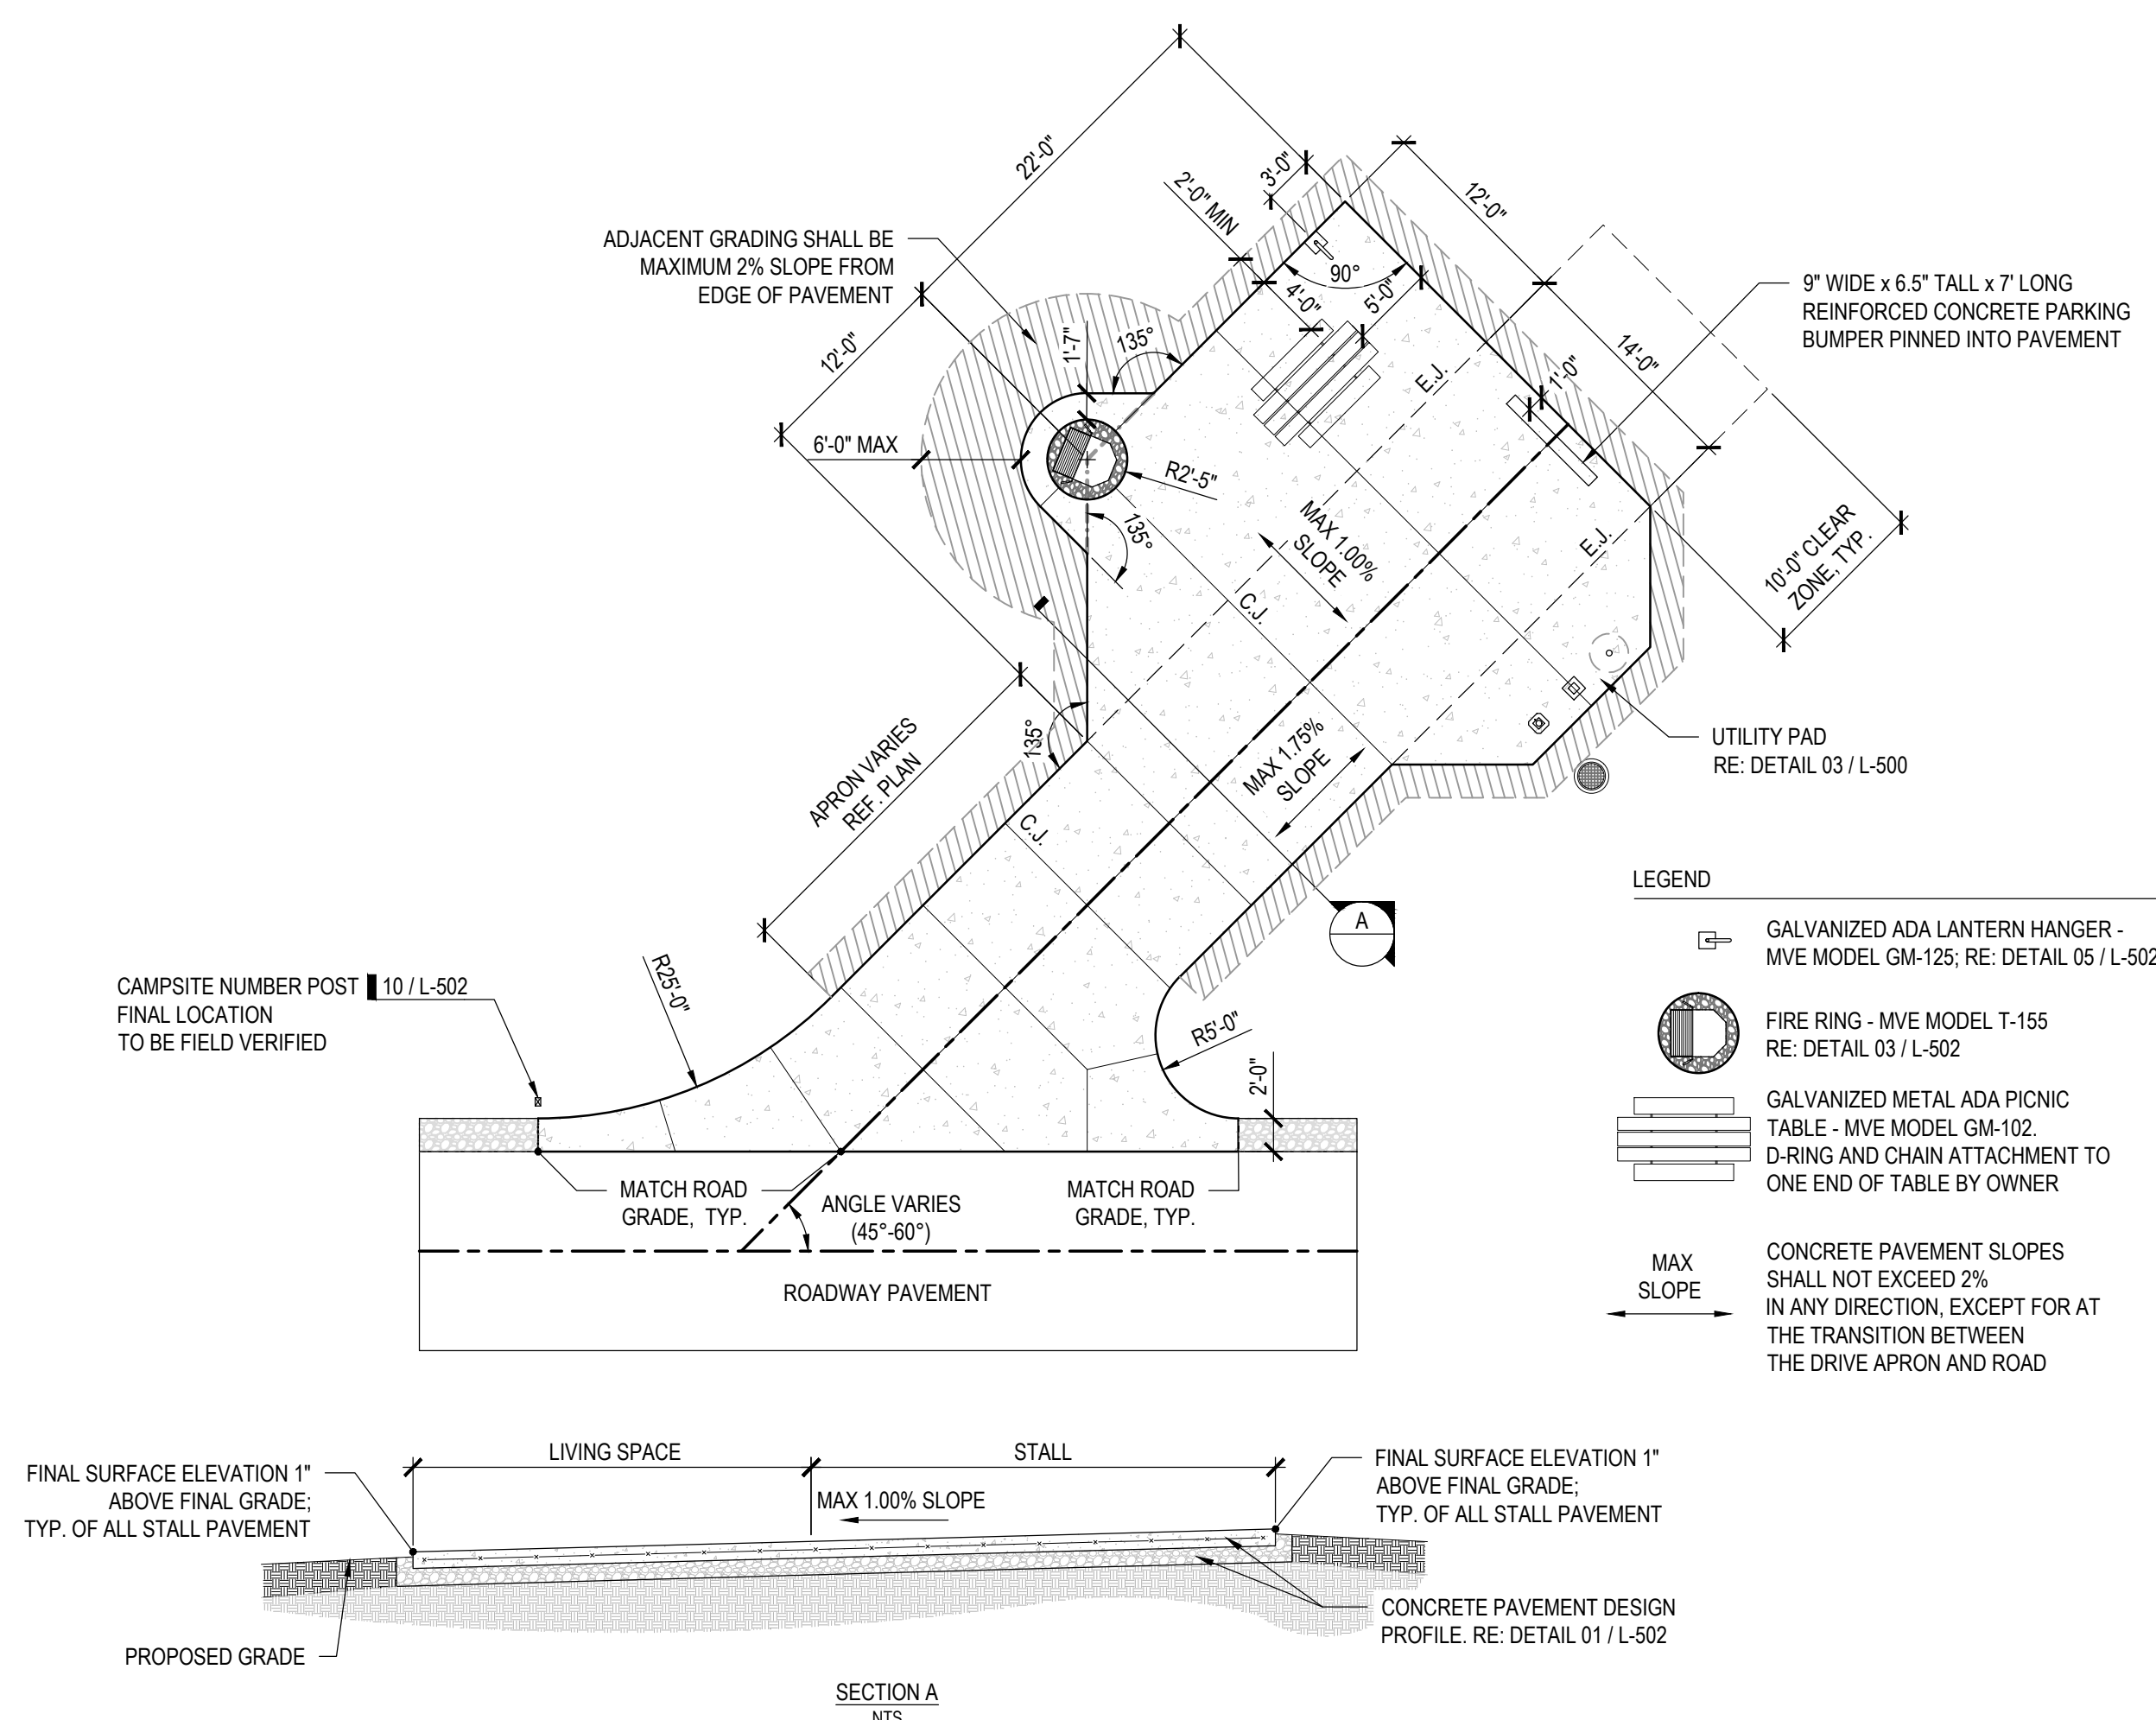 22'-0"
3'-0"
2'-0" MIN
12'-0"
ADJACENT GRADING SHALL BE
MAXIMUM 2% SLOPE FROM
EDGE OF PAVEMENT
90°
4'-0"
5'-0"
9" WIDE x 6.5" TALL x 7' LONG
REINFORCED CONCRETE PARKING
BUMPER PINNED INTO PAVEMENT
12'-0"
1'-7"
135°
E.J.
14'-0"
1'-0"
6'-0" MAX
R2'-5"
135°
MAX 1.00%
SLOPE
E.J.
10'-0" CLEAR
ZONE, TYP.
C.J.
135°
APRON VARIES
REF. PLAN
MAX 1.75%
SLOPE
UTILITY PAD
RE: DETAIL 03 / L-500
C.J.
A
LEGEND
GALVANIZED ADA LANTERN HANGER -
MVE MODEL GM-125; RE: DETAIL 05 / L-502
CAMPSITE NUMBER POST 10 / L-502
FINAL LOCATION
TO BE FIELD VERIFIED
R25'-0"
R5'-0"
2'-0"
FIRE RING - MVE MODEL T-155
RE: DETAIL 03 / L-502
GALVANIZED METAL ADA PICNIC
TABLE - MVE MODEL GM-102.
D-RING AND CHAIN ATTACHMENT TO
ONE END OF TABLE BY OWNER
MATCH ROAD
GRADE, TYP.
ANGLE VARIES
(45°-60°)
MATCH ROAD
GRADE, TYP.
ROADWAY PAVEMENT
MAX
SLOPE
CONCRETE PAVEMENT SLOPES
SHALL NOT EXCEED 2%
IN ANY DIRECTION, EXCEPT FOR AT
THE TRANSITION BETWEEN
THE DRIVE APRON AND ROAD
LIVING SPACE
STALL
FINAL SURFACE ELEVATION 1"
ABOVE FINAL GRADE;
TYP. OF ALL STALL PAVEMENT
MAX 1.00% SLOPE
FINAL SURFACE ELEVATION 1"
ABOVE FINAL GRADE;
TYP. OF ALL STALL PAVEMENT
PROPOSED GRADE
CONCRETE PAVEMENT DESIGN
PROFILE. RE: DETAIL 01 / L-502
SECTION A
NTS